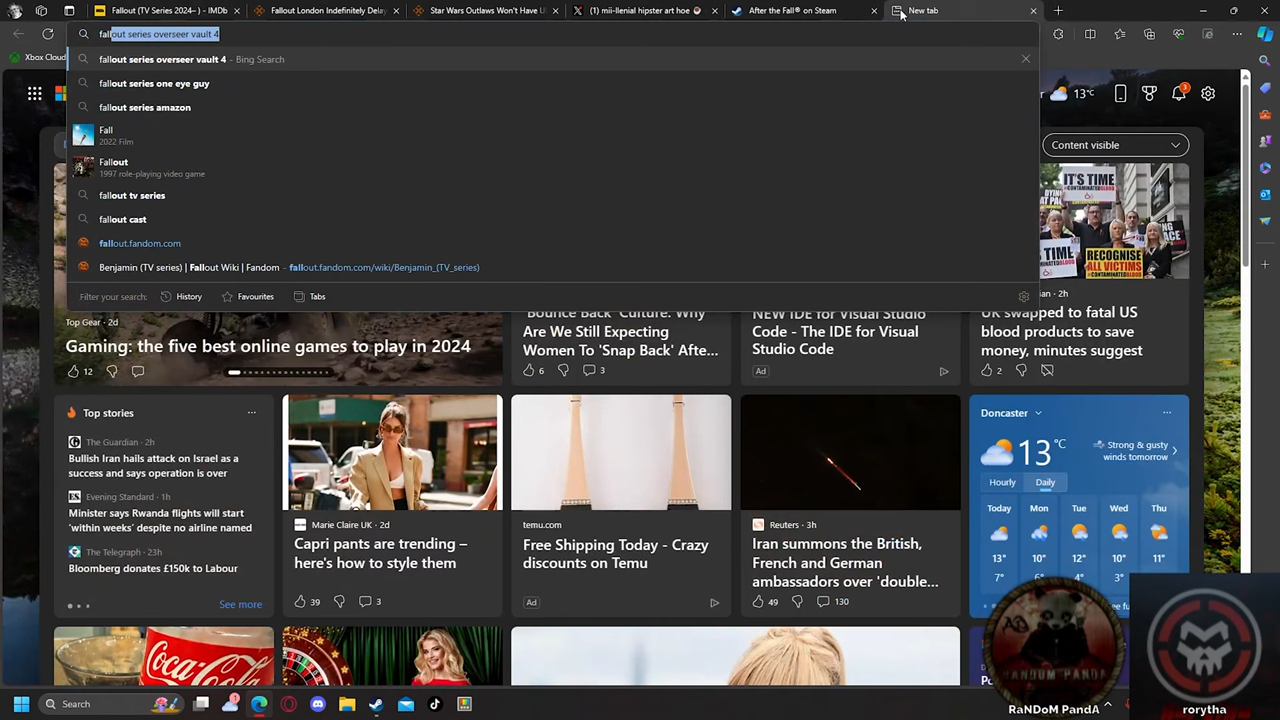 Fallout (TV Series 2024– ) - IMDb
Fallout London Indefinitely Delay
Star Wars Outlaws Won't Have U
(1) mii-llenial hipster art hoe
After the Fall® on Steam
New tab
fallout series overseer vault 4
Xbox Cloud
fallout series overseer vault 4 - Bing Search
fallout series one eye guy
fallout series amazon
Fall
2022 Film
Fallout
1997 role-playing video game
fallout tv series
fallout cast
fallout.fandom.com
Benjamin (TV series) | Fallout Wiki | Fandom - fallout.fandom.com/wiki/Benjamin_(TV_series)
Filter your search:
History
Favourites
Tabs
13°C
3
Content visible
IT'S TIME
#CONTAMINATEDBLOOD
RECOGNISE
ALL VICTIMS
Top Gear · 2d
Gaming: the five best online games to play in 2024
12
'Bounce Back' Culture: Why
Are We Still Expecting
Women To 'Snap Back' Afte...
6
3
NEW IDE for Visual Studio
Code - The IDE for Visual
Studio Code
Ad
2h
UK swapped to fatal US
blood products to save
money, minutes suggest
2
Top stories
The Guardian · 2h
Bullish Iran hails attack on Israel as a
success and says operation is over
Evening Standard · 1h
Minister says Rwanda flights will start
'within weeks' despite no airline named
The Telegraph · 23h
Bloomberg donates £150k to Labour
See more
Marie Claire UK · 2d
Capri pants are trending –
here's how to style them
39
3
temu.com
Free Shipping Today - Crazy
discounts on Temu
Ad
Reuters · 3h
Iran summons the British,
French and German
ambassadors over 'double...
49
130
Doncaster
13°C
Strong & gusty
winds tomorrow
Hourly
Daily
Today Mon Tue Wed Thu
13° 10° 12° 12° 11°
7°
Coca-Cola
RANDOM PANDA
Search
1
RaNDoM PandA
rorytha